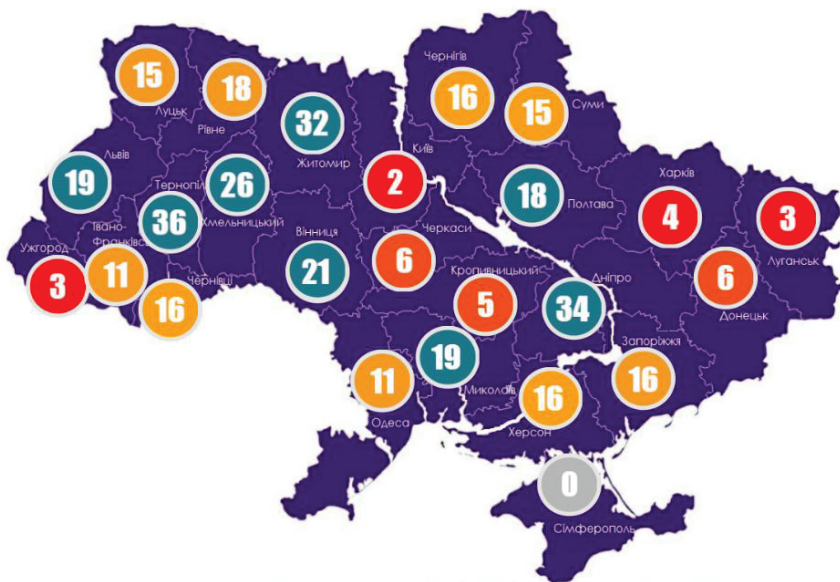 Чернігів
15
18
16
15
Луцьк
Суми
32
Рівне
Житомир
Київ
Львів
Харків
19
Тернопіл
26
2
18
Полтава
36
Хмельницький
4
3
Івано-
Франківс
Вінниця
Черкаси
Ужгород
6
Луганськ
3
11
Чернівці
21
Кропивницький
Дніпро
6
16
5
34
Донецьк
Запоріжжя
19
11
Миколаїв
16
16
Одеса
Херсон
0
Сімферополь